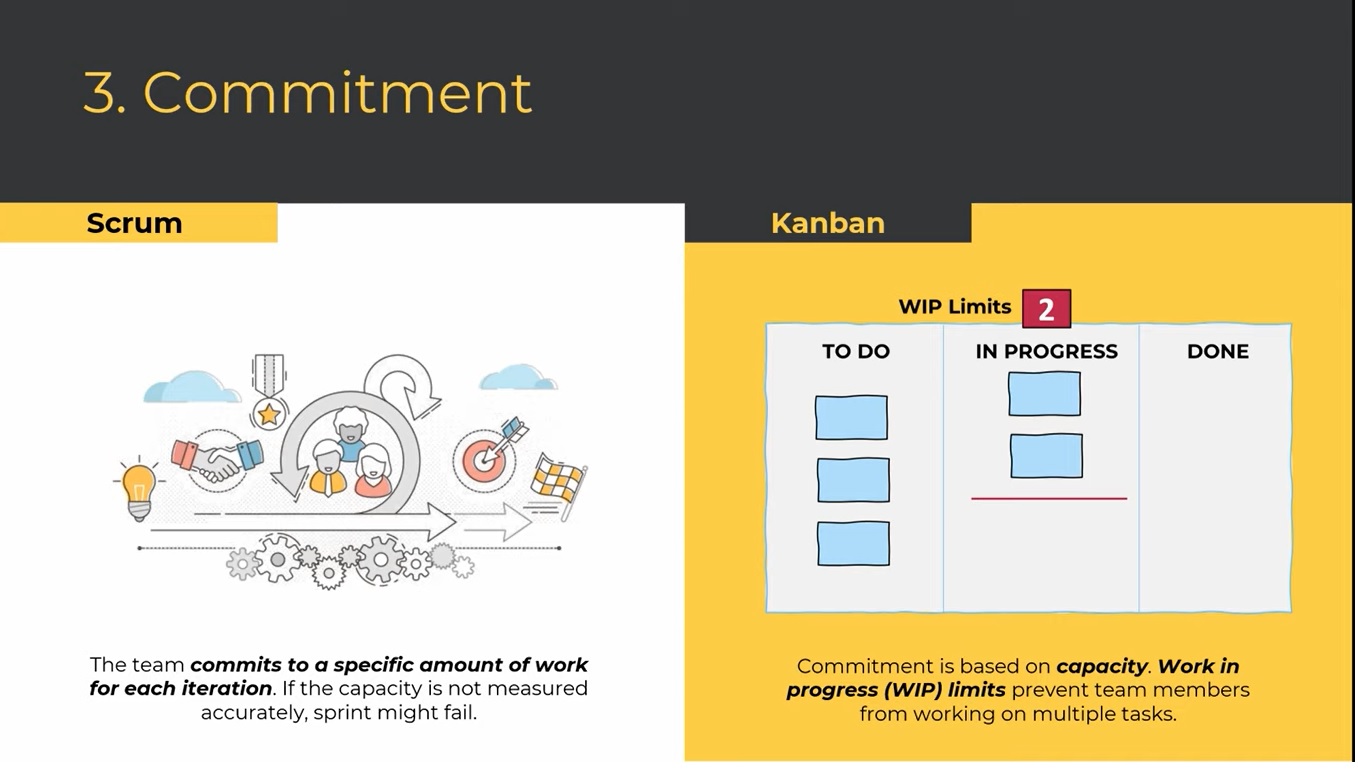 3. Commitment
Scrum
The team commits to a specific amount of work
for each iteration. If the capacity is not measured
accurately, sprint might fail.
Kanban
WIP Limits 2
TO DO IN PROGRESS DONE
Commitment is based on capacity. Work in
progress (WIP) limits prevent team members
from working on multiple tasks.